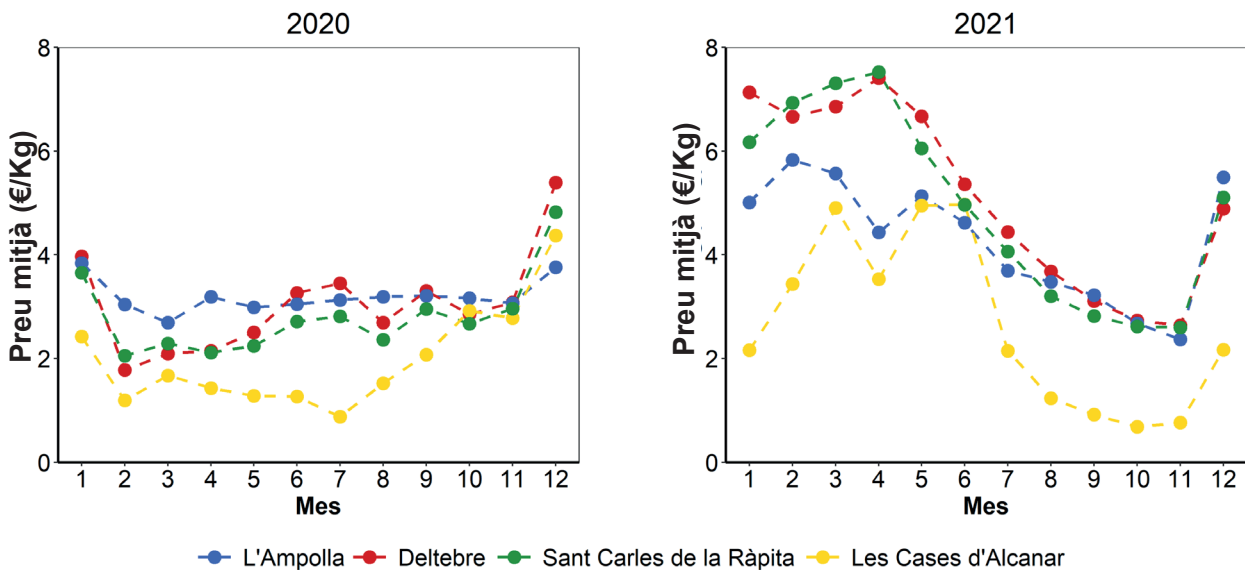 2020
8
6
4
2
0
Preu mitjà (€/Kg)
1 2 3 4 5 6 7 8 9 10 11 12
Mes
2021
8
6
4
2
0
Preu mitjà (€/Kg)
1 2 3 4 5 6 7 8 9 10 11 12
Mes
L'Ampolla Deltebre Sant Carles de la Ràpita Les Cases d'Alcanar